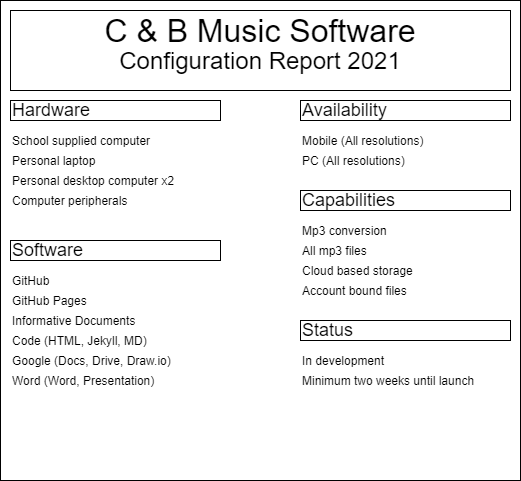 C & B Music Software
Configuration Report 2021
Hardware
School supplied computer
Personal laptop
Personal desktop computer x2
Computer peripherals
Software
GitHub
GitHub Pages
Informative Documents
Code (HTML, Jekyll, MD)
Google (Docs, Drive, Draw.io)
Word (Word, Presentation)
Availability
Mobile (All resolutions)
PC (All resolutions)
Capabilities
Mp3 conversion
All mp3 files
Cloud based storage
Account bound files
Status
In development
Minimum two weeks until launch